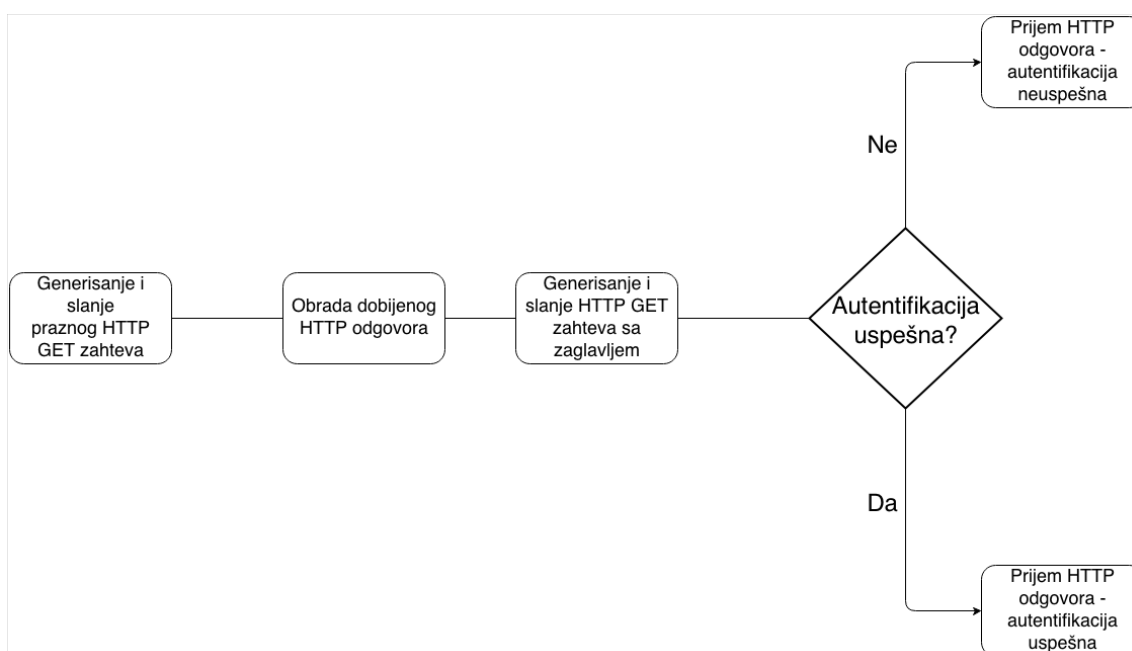 Prijem HTTP
odgovora -
autentifikacija
neuspešna
Ne
Generisanje i
slanje
praznog HTTP
GET zahteva
Obrada dobijenog
HTTP odgovora
Generisanje i
slanje HTTP GET
zahteva sa
zaglavljem
Autentifikacija
uspešna?
Da
Prijem HTTP
odgovora -
autentifikacija
uspešna